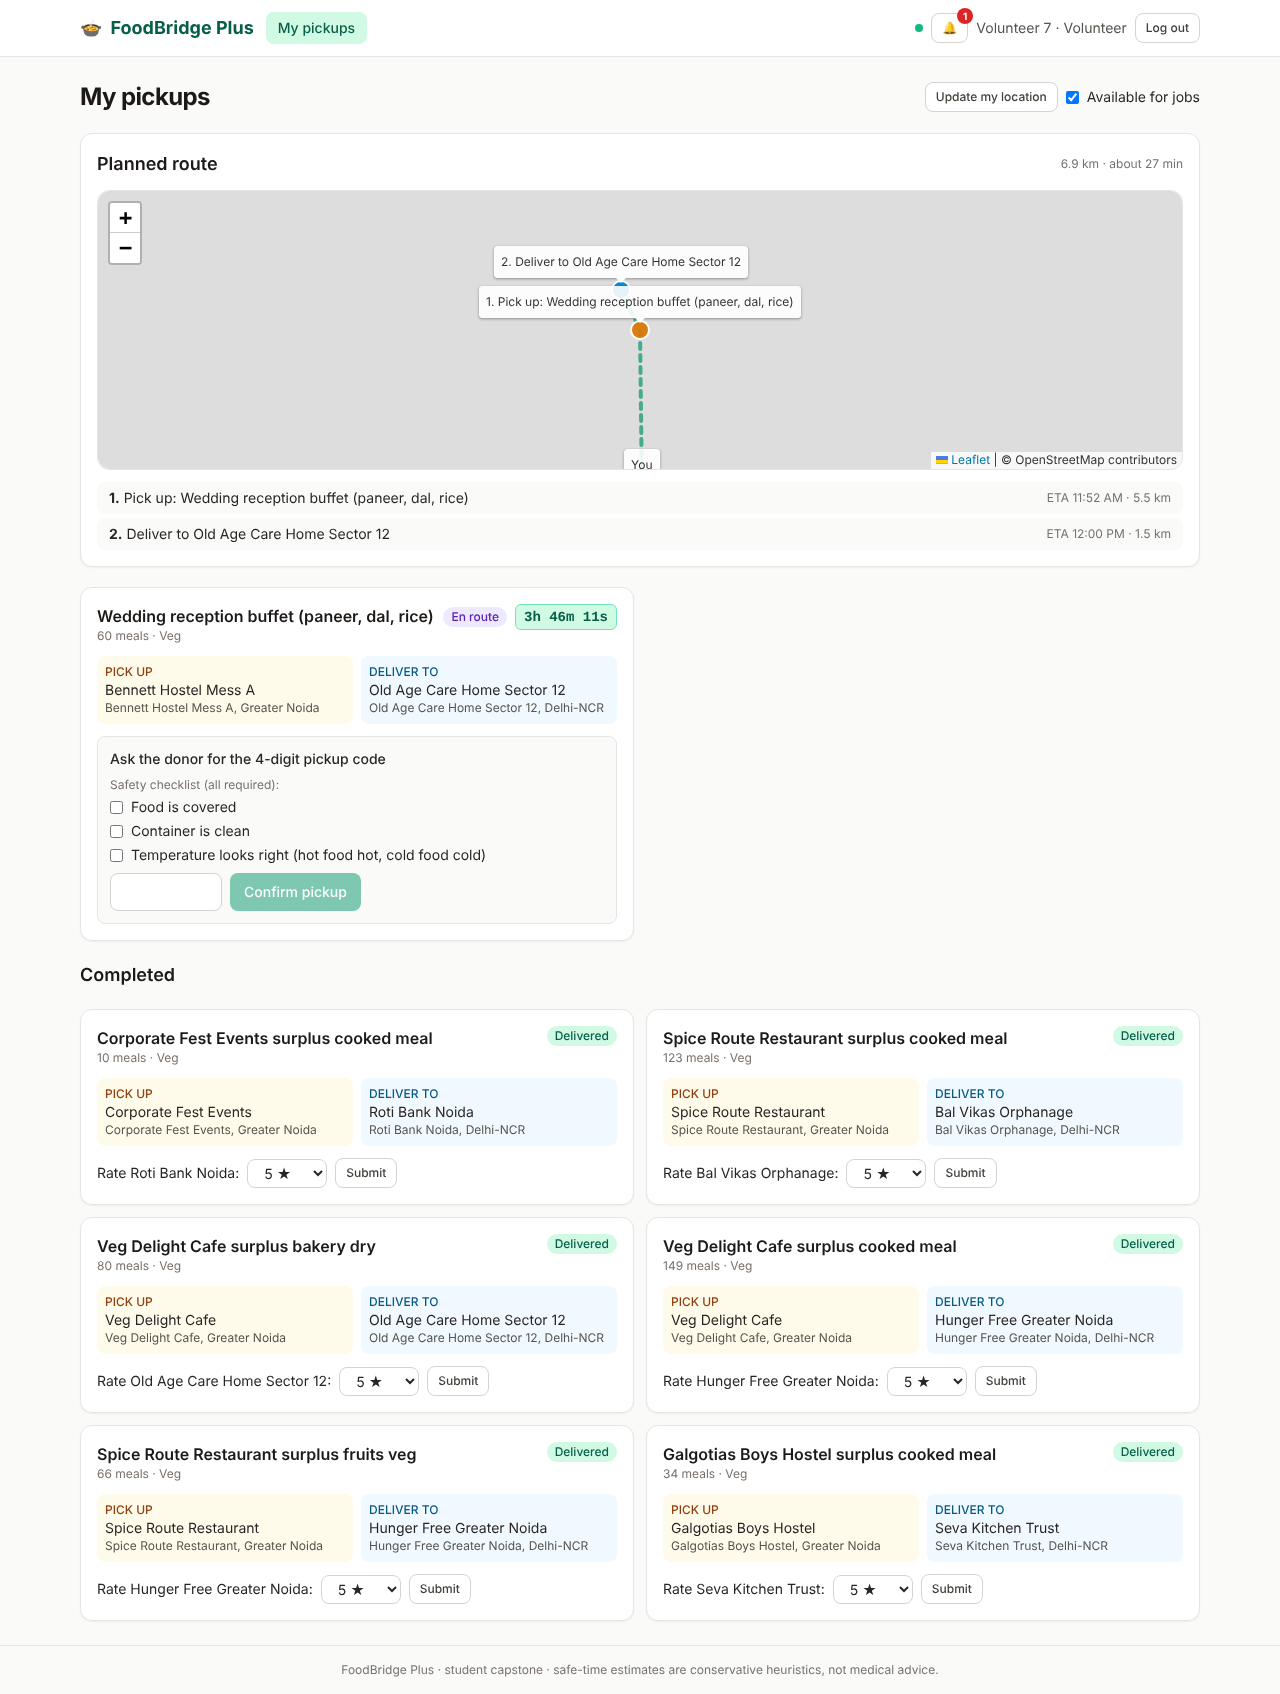 FoodBridge Plus My pickups
1
Volunteer 7 · Volunteer Log out
My pickups
Update my location Available for jobs
Planned route
6.9 km · about 27 min
+
−
2. Deliver to Old Age Care Home Sector 12
1. Pick up: Wedding reception buffet (paneer, dal, rice)
You
Leaflet | © OpenStreetMap contributors
1. Pick up: Wedding reception buffet (paneer, dal, rice) ETA 11:52 AM · 5.5 km
2. Deliver to Old Age Care Home Sector 12 ETA 12:00 PM · 1.5 km
Wedding reception buffet (paneer, dal, rice) En route 3h 46m 11s
60 meals · Veg
PICK UP
Bennett Hostel Mess A
Bennett Hostel Mess A, Greater Noida
DELIVER TO
Old Age Care Home Sector 12
Old Age Care Home Sector 12, Delhi-NCR
Ask the donor for the 4-digit pickup code
Safety checklist (all required):
Food is covered
Container is clean
Temperature looks right (hot food hot, cold food cold)
Confirm pickup
Completed
Corporate Fest Events surplus cooked meal Delivered
10 meals · Veg
PICK UP
Corporate Fest Events
Corporate Fest Events, Greater Noida
DELIVER TO
Roti Bank Noida
Roti Bank Noida, Delhi-NCR
Rate Roti Bank Noida: 5 ★ Submit
Spice Route Restaurant surplus cooked meal Delivered
123 meals · Veg
PICK UP
Spice Route Restaurant
Spice Route Restaurant, Greater Noida
DELIVER TO
Bal Vikas Orphanage
Bal Vikas Orphanage, Delhi-NCR
Rate Bal Vikas Orphanage: 5 ★ Submit
Veg Delight Cafe surplus bakery dry Delivered
80 meals · Veg
PICK UP
Veg Delight Cafe
Veg Delight Cafe, Greater Noida
DELIVER TO
Old Age Care Home Sector 12
Old Age Care Home Sector 12, Delhi-NCR
Rate Old Age Care Home Sector 12: 5 ★ Submit
Veg Delight Cafe surplus cooked meal Delivered
149 meals · Veg
PICK UP
Veg Delight Cafe
Veg Delight Cafe, Greater Noida
DELIVER TO
Hunger Free Greater Noida
Hunger Free Greater Noida, Delhi-NCR
Rate Hunger Free Greater Noida: 5 ★ Submit
Spice Route Restaurant surplus fruits veg Delivered
66 meals · Veg
PICK UP
Spice Route Restaurant
Spice Route Restaurant, Greater Noida
DELIVER TO
Hunger Free Greater Noida
Hunger Free Greater Noida, Delhi-NCR
Rate Hunger Free Greater Noida: 5 ★ Submit
Galgotias Boys Hostel surplus cooked meal Delivered
34 meals · Veg
PICK UP
Galgotias Boys Hostel
Galgotias Boys Hostel, Greater Noida
DELIVER TO
Seva Kitchen Trust
Seva Kitchen Trust, Delhi-NCR
Rate Seva Kitchen Trust: 5 ★ Submit
FoodBridge Plus · student capstone · safe-time estimates are conservative heuristics, not medical advice.